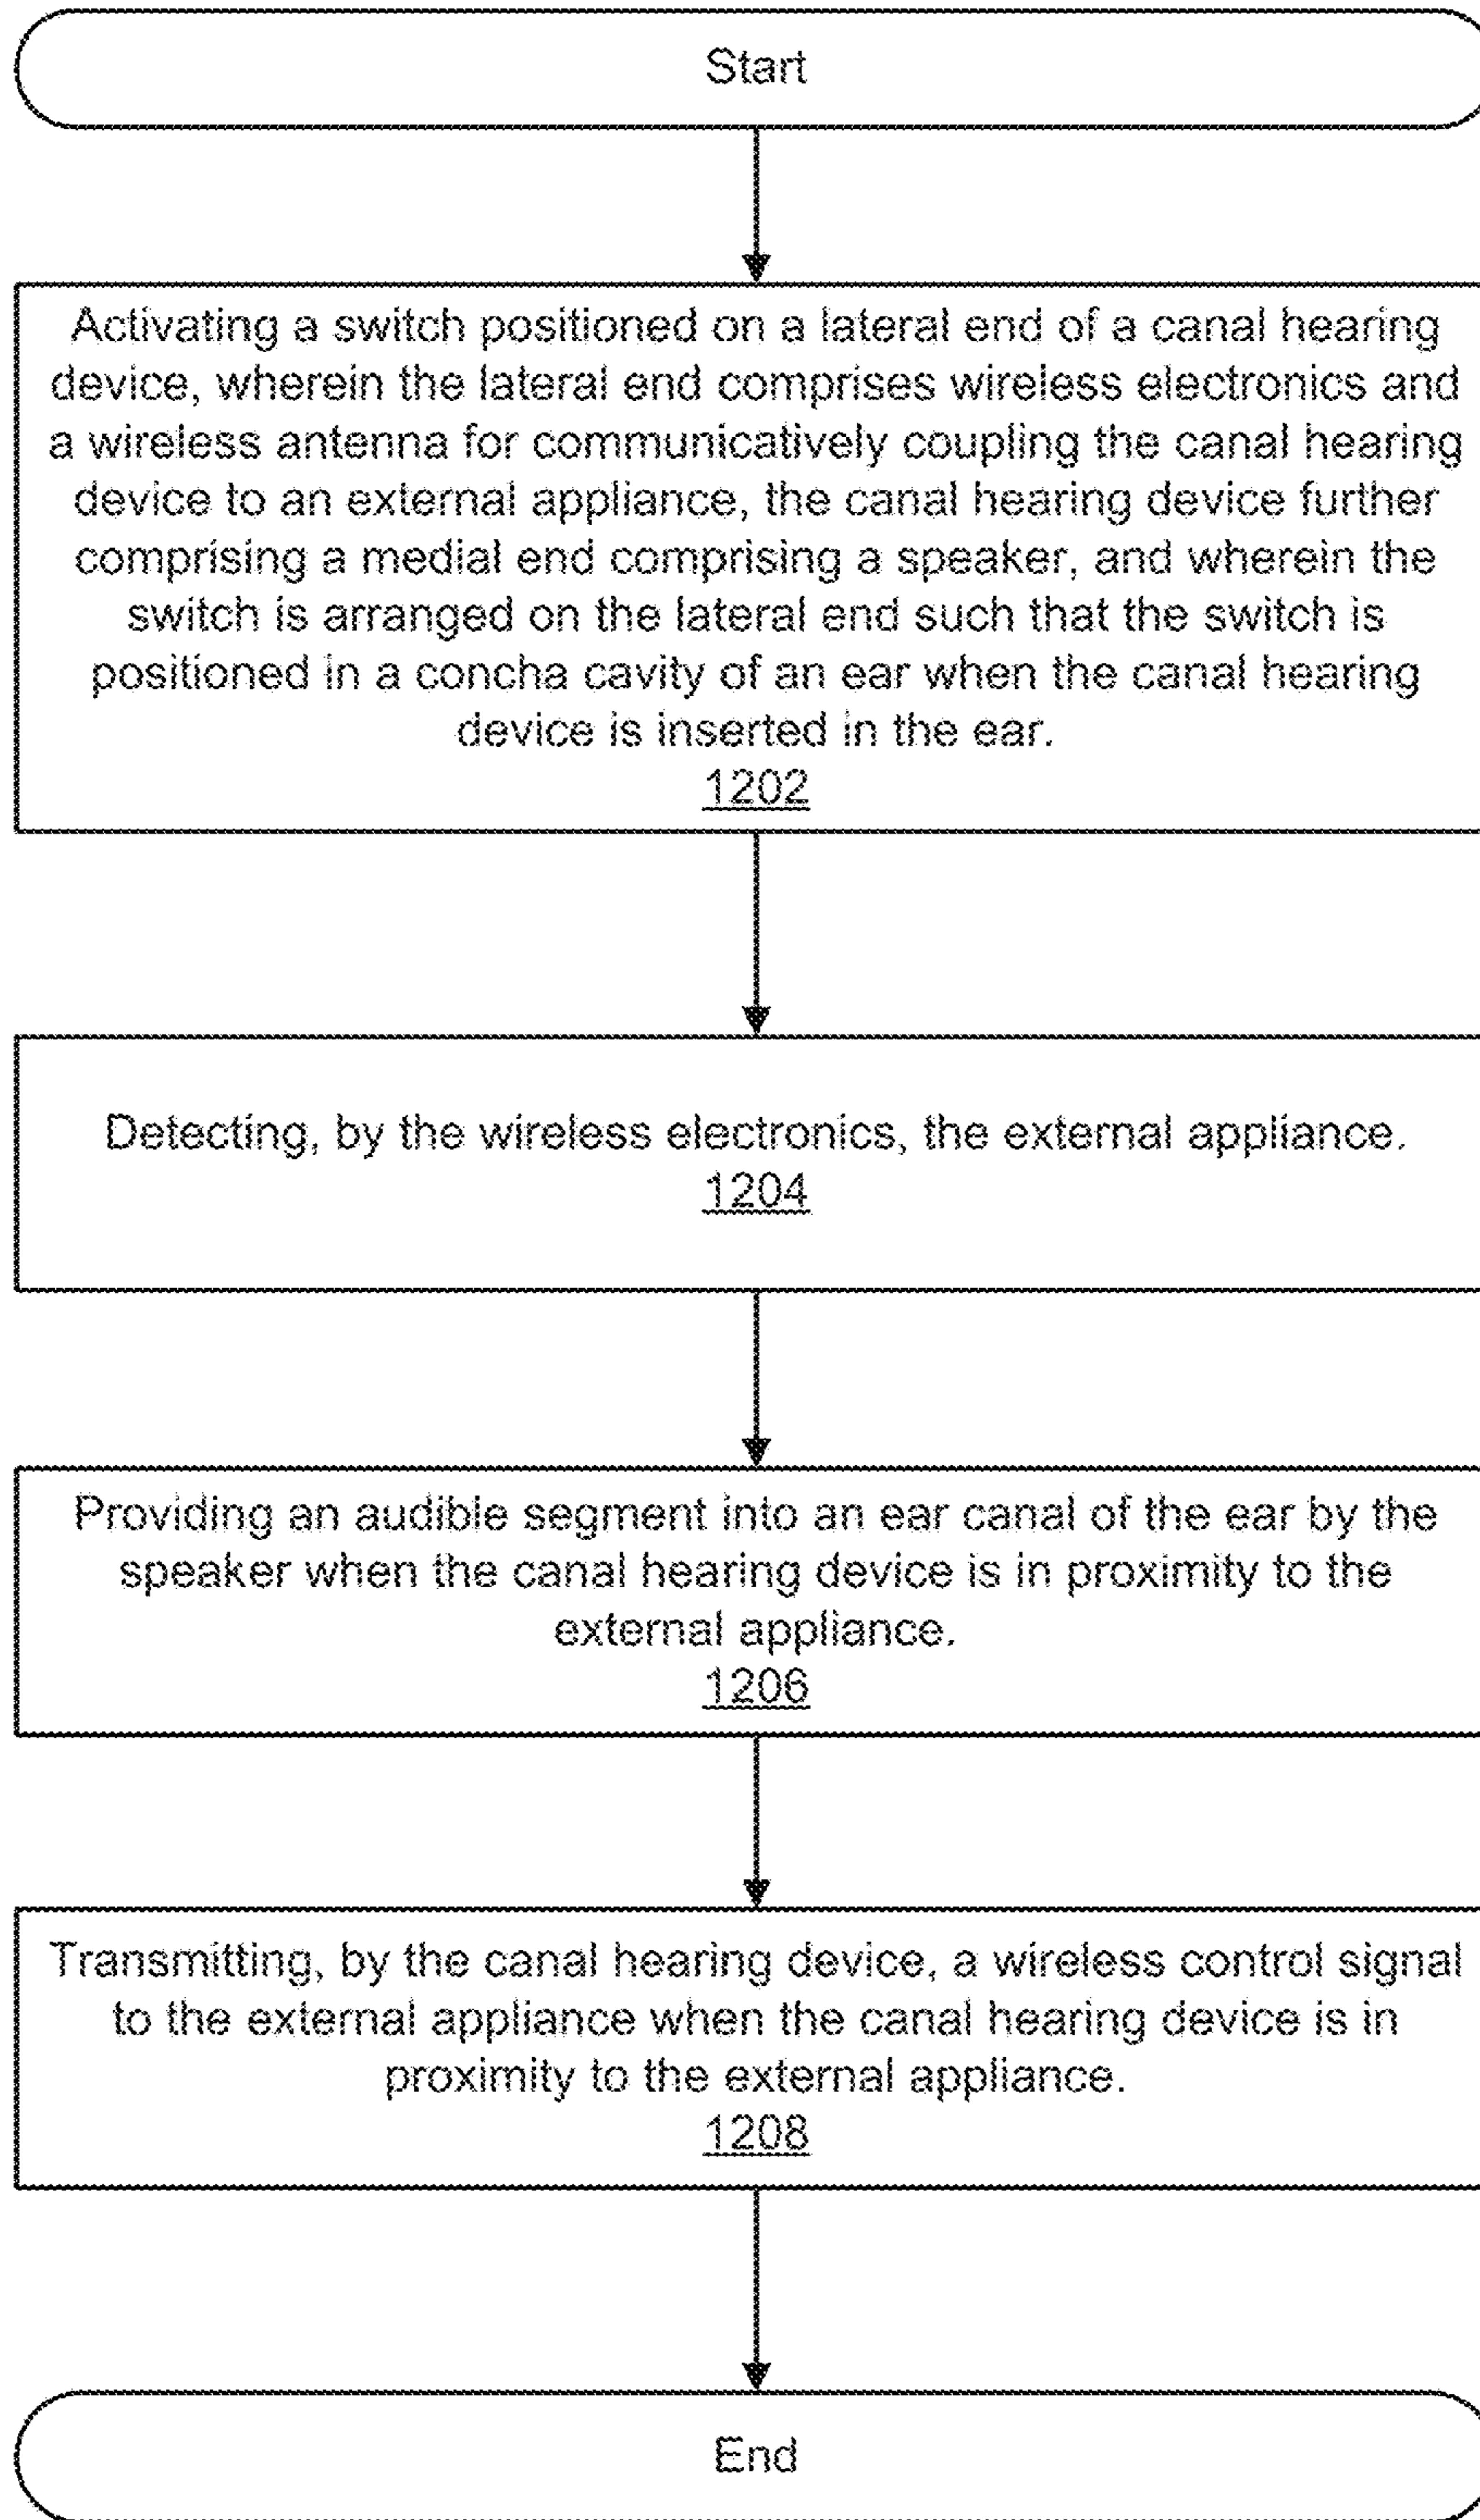 Start
Activating a switch positioned on a lateral end of a canal hearing
device, wherein the lateral end comprises wireless electronics and
a wireless antenna for communicatively coupling the canal hearing
device to an external appliance, the canal hearing device further
comprising a medial end comprising a speaker, and wherein the
switch is arranged on the lateral end such that the switch is
positioned in a concha cavity of an ear when the canal hearing
device is inserted in the ear.
1202
Detecting, by the wireless electronics, the external appliance.
1204
Providing an audible segment into an ear canal of the ear by the
speaker when the canal hearing device is in proximity to the
external appliance.
1206
Transmitting, by the canal hearing device, a wireless control signal
to the external appliance when the canal hearing device is in
proximity to the external appliance.
1208
End